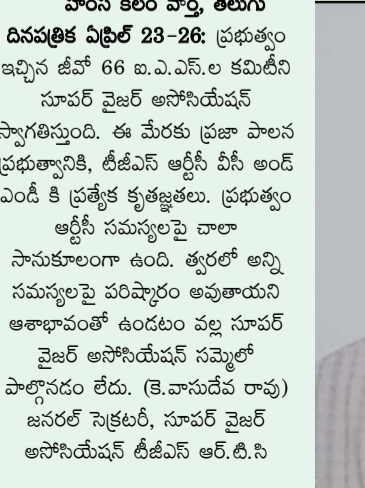 హంస కలం వార్త, తెలుగు
దినపత్రిక ఏప్రిల్ 23-26: ప్రభుత్వం
ఇచ్చిన జీవో 66 ఐ.ఎ.ఎస్.ల కమిటీని
సూపర్ వైజర్ అసోసియేషన్
స్వాగతిస్తుంది. ఈ మేరకు ప్రజా పాలన
ప్రభుత్వానికి, టీజీఎస్ ఆర్టీసీ వీసీ అండ్
ఎండీ కి ప్రత్యేక కృతజ్ఞతలు. ప్రభుత్వం
ఆర్టీసీ సమస్యలపై చాలా
సానుకూలంగా ఉంది. త్వరలో అన్ని
సమస్యలపై పరిష్కారం అవుతాయని
ఆశాభావంతో ఉండటం వల్ల సూపర్
వైజర్ అసోసియేషన్ సమ్మెలో
పాల్గొనడం లేదు. (కె.వాసుదేవ రావు)
జనరల్ సెక్రటరీ, సూపర్ వైజర్
అసోసియేషన్ టీజీఎస్ ఆర్.టి.సి